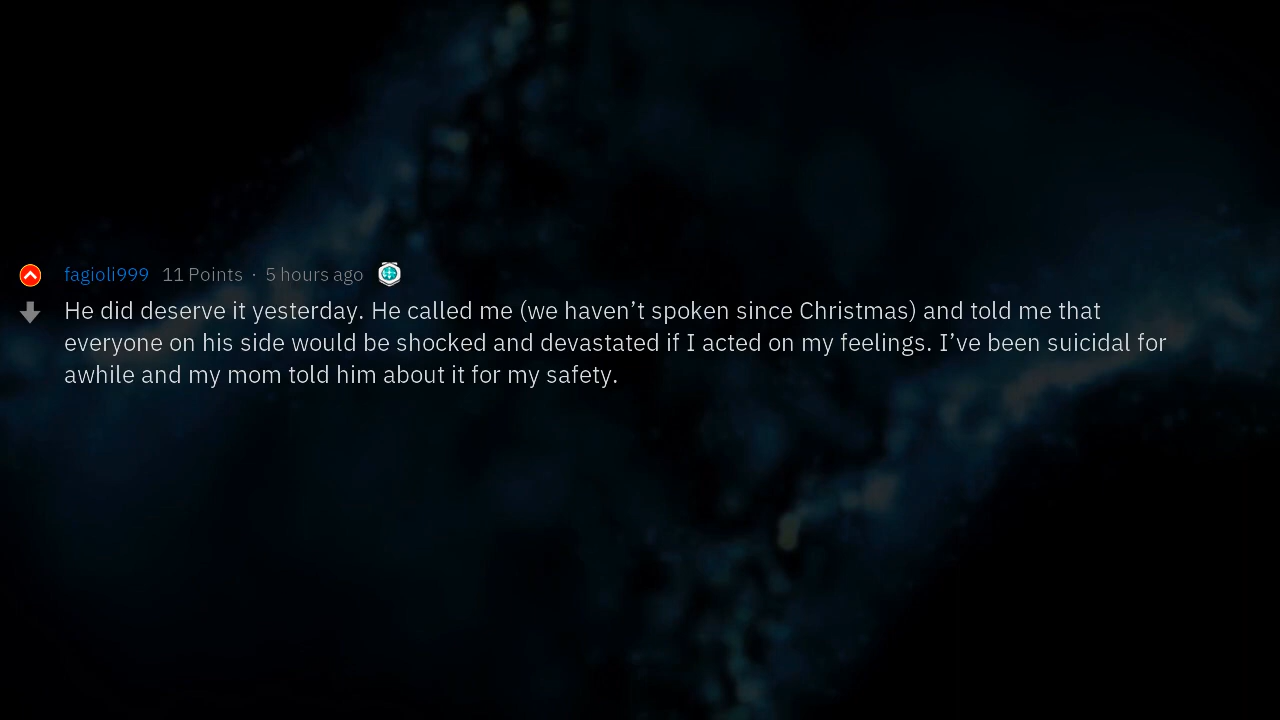 fagioli999 11 Points · 5 hours ago
He did deserve it yesterday. He called me (we haven’t spoken since Christmas) and told me that
everyone on his side would be shocked and devastated if I acted on my feelings. I’ve been suicidal for
awhile and my mom told him about it for my safety.